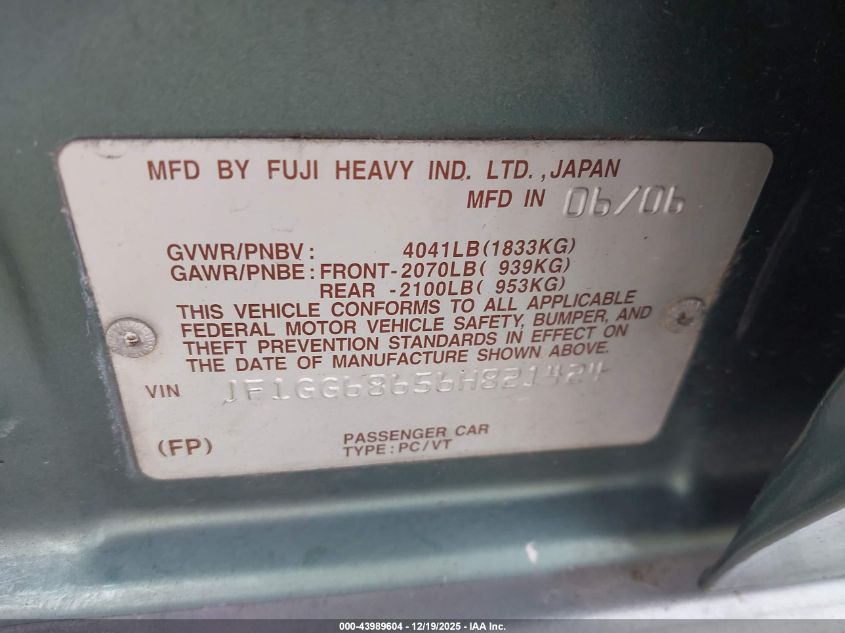 MFD BY FUJI HEAVY IND. LTD., JAPAN
MFD IN 06/06
GVWR/PNBV: 4041LB(1833KG)
GAWR/PNBE: FRONT-2070LB( 939KG)
REAR -2100LB( 953KG)
THIS VEHICLE CONFORMS TO ALL APPLICABLE
FEDERAL MOTOR VEHICLE SAFETY, BUMPER, AND
THEFT PREVENTION STANDARDS IN EFFECT ON
THE DATE OF MANUFACTURE SHOWN ABOVE.
VIN JF1GG68656H821424
(FP) PASSENGER CAR
TYPE: PC/VT
000-43989604 - 12/19/2025 - IAA Inc.